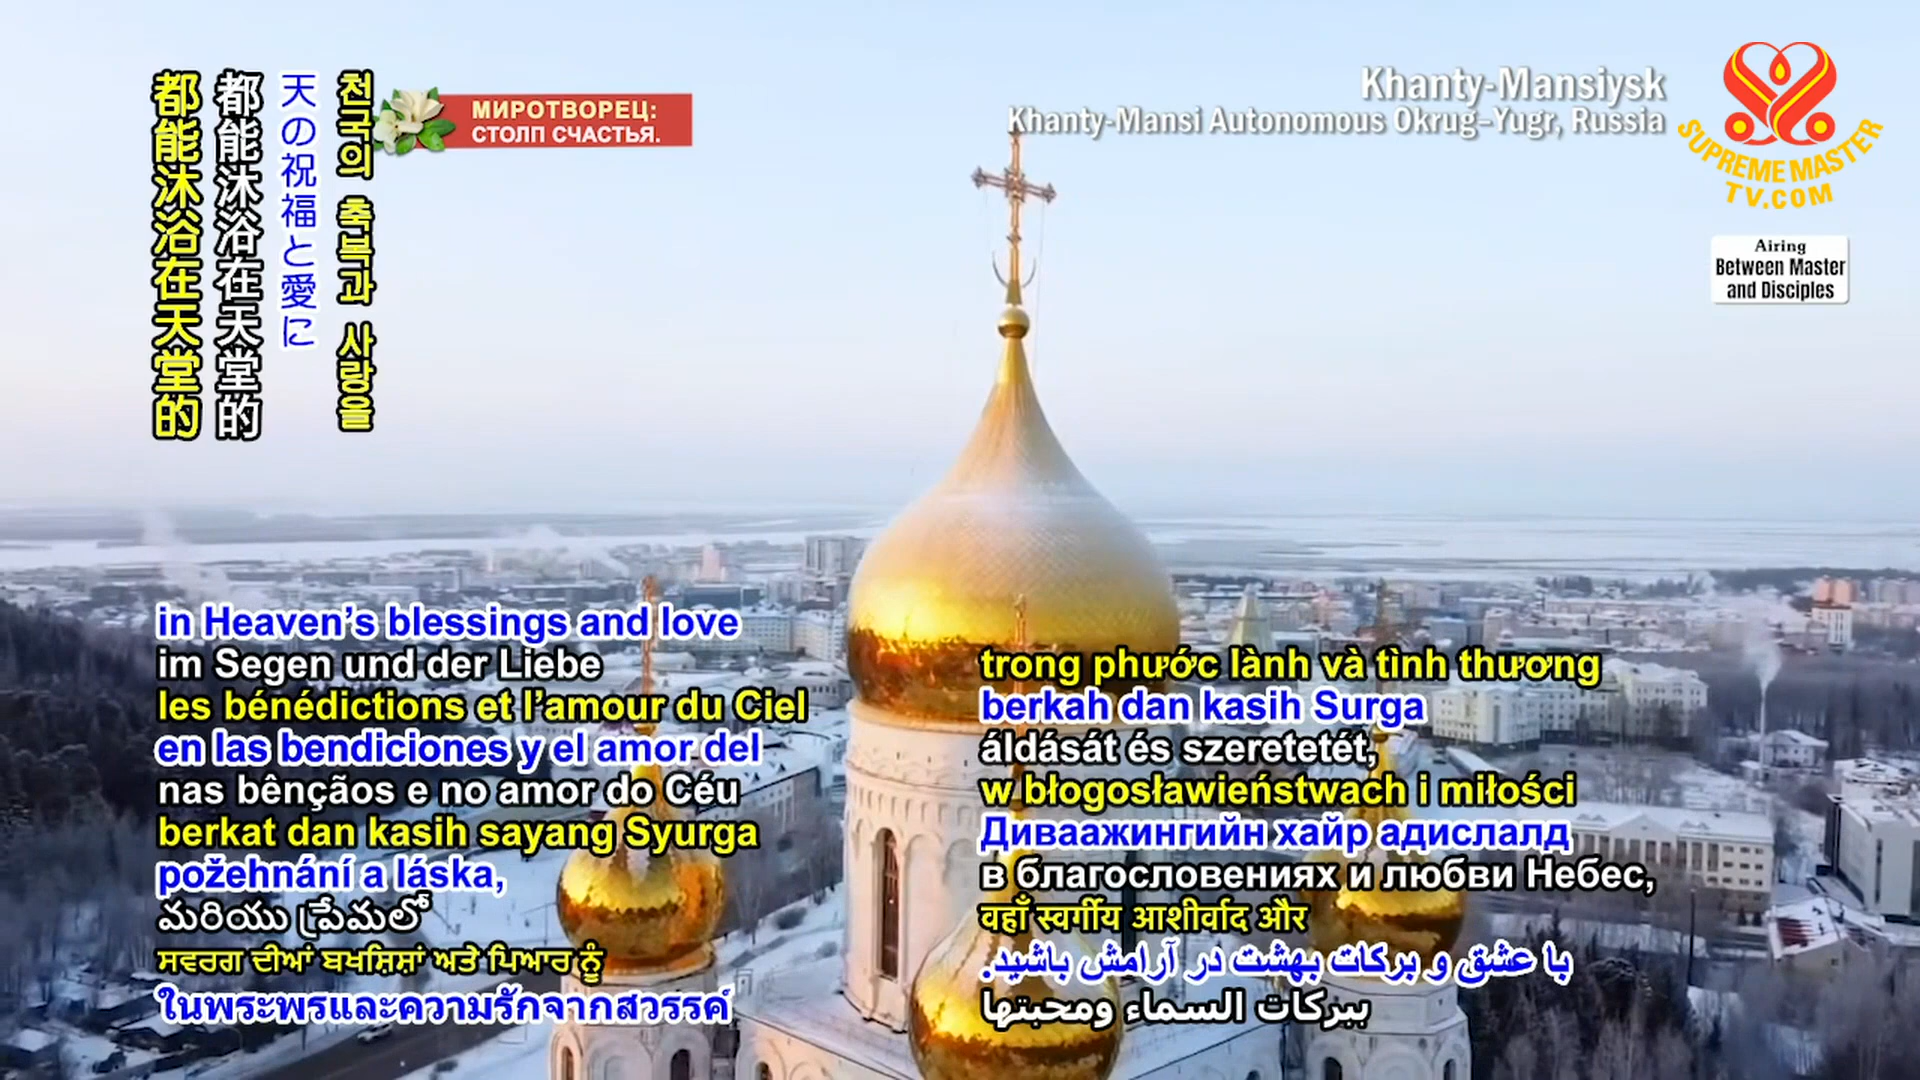 都能沐浴在天堂的
都能沐浴在天堂的
天の祝福と愛に
천국의 축복과 사랑을
МИРОТВОРЕЦ:
СТОЛП СЧАСТЬЯ.
Khanty-Mansiysk
Khanty-Mansi Autonomous Okrug–Yugr, Russia
SUPREME MASTER
TV.COM
Airing
Between Master
and Disciples
in Heaven’s blessings and love
im Segen und der Liebe
les bénédictions et l’amour du Ciel
en las bendiciones y el amor del
nas bênçãos e no amor do Céu
berkat dan kasih sayang Syurga
požehnání a láska,
మరియు ప్రేమలో
ਸਵਰਗ ਦੀਆਂ ਬਖਸ਼ਿਸ਼ਾਂ ਅਤੇ ਪਿਆਰ ਨੂੰ
ในพระพรและความรักจากสวรรค์
trong phước lành và tình thương
berkah dan kasih Surga
áldását és szeretetét,
w błogosławieństwach i miłości
Диваажингийн хайр адислалд
в благословениях и любви Небес,
वहाँ स्वर्गीय आशीर्वाद और
با عشق و برکات بهشت در آرامش باشید.
ببركات السماء ومحبتها